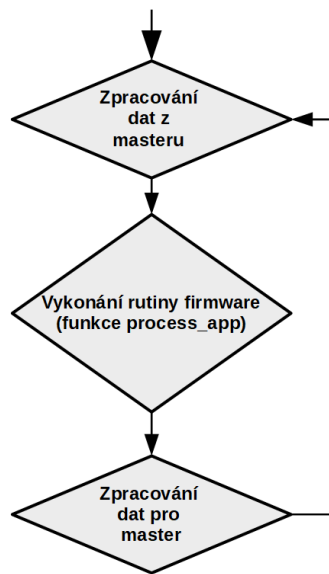 Zpracování
dat z
masteru
Vykonání rutiny firmware
(funkce process_app)
Zpracování
dat pro
master